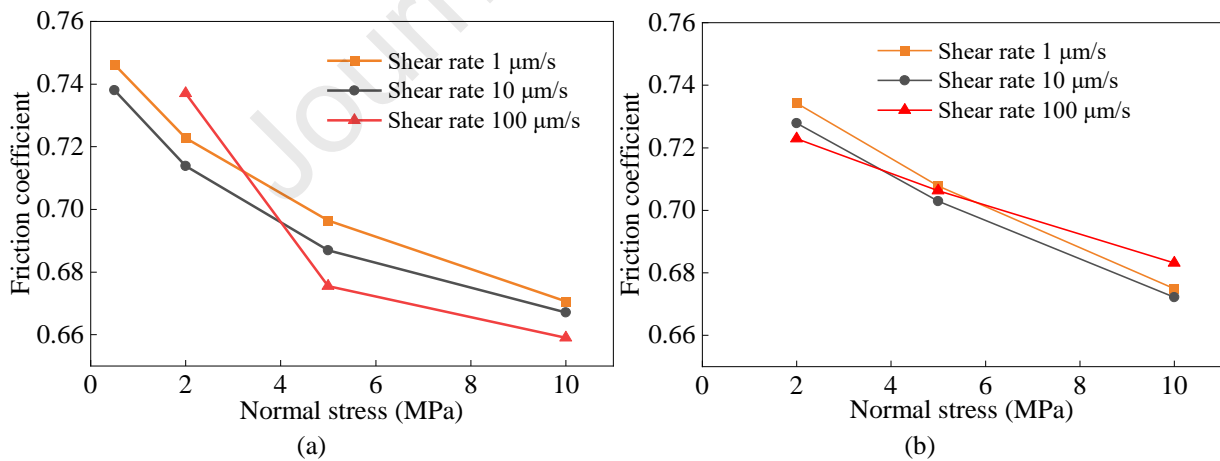 Journ
0.76
0.74
0.72
0.70
0.68
0.66
Friction coefficient
Shear rate 1 μm/s
Shear rate 10 μm/s
Shear rate 100 μm/s
0 2 4 6 8 10
Normal stress (MPa)
(a)
0.76
0.74
0.72
0.70
0.68
0.66
Friction coefficient
Shear rate 1 μm/s
Shear rate 10 μm/s
Shear rate 100 μm/s
0 2 4 6 8 10
Normal stress (MPa)
(b)